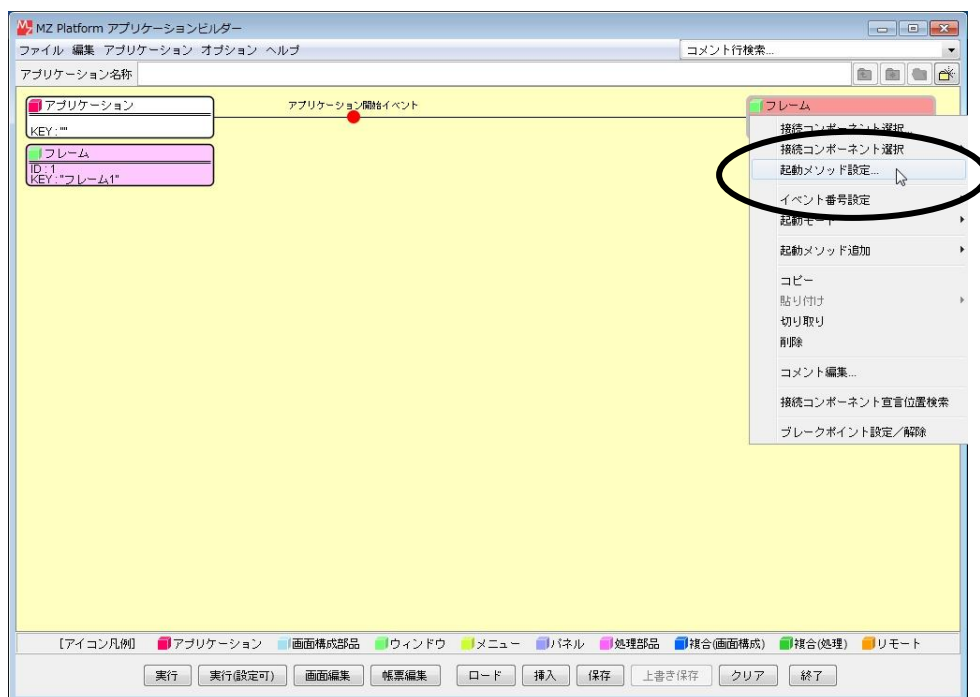 MZ Platform アプリケーションビルダー
ファイル 編集 アプリケーション オプション ヘルプ
コメント行検索...
アプリケーション名称
アプリケーション
KEY:""
アプリケーション開始イベント
フレーム
フレーム
ID:1
KEY:"フレーム1"
接続コンポーネント選択...
接続コンポーネント選択
起動メソッド設定...
イベント番号設定
起動モード
起動メソッド追加
コピー
貼り付け
切り取り
削除
コメント編集...
接続コンポーネント宣言位置検索
ブレークポイント設定/解除
[アイコン凡例] アプリケーション 画面構成部品 ウィンドウ メニュー パネル 処理部品 複合(画面構成) 複合(処理) リモート
実行 実行(設定可) 画面編集 帳票編集 ロード 挿入 保存 上書き保存 クリア 終了